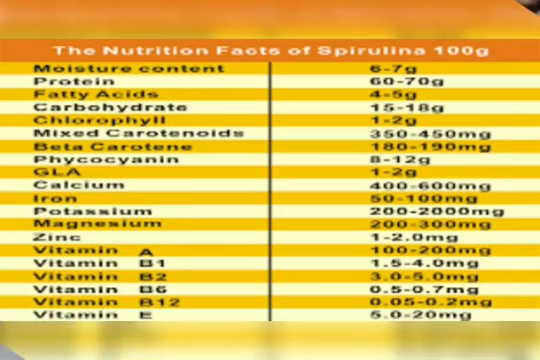 The Nutrition Facts of Spirulina 100g
Moisture content 6-7g
Protein 60-70g
Fatty Acids 4-5g
Carbohydrate 15-18g
Chlorophyll 1-2g
Mixed Carotenoids 350-450mg
Beta Carotene 180-190mg
Phycocyanin 8-12g
GLA 1-2g
Calcium 400-600mg
Iron 50-100mg
Potassium 200-2000mg
Magnesium 200-300mg
Zinc 1-2.0mg
Vitamin A 100-200mg
Vitamin B1 1.5-4.0mg
Vitamin B2 3.0-5.0mg
Vitamin B6 0.5-0.7mg
Vitamin B12 0.05-0.2mg
Vitamin E 5.0-20mg